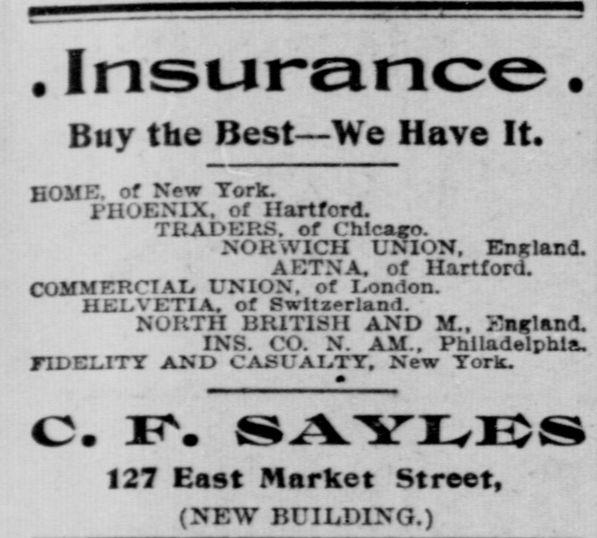 . Insurance .
Buy the Best—We Have It.
HOME, of New York.
PHOENIX, of Hartford.
TRADERS, of Chicago.
NORWICH UNION, England.
AETNA, of Hartford.
COMMERCIAL UNION, of London.
HELVETIA, of Switzerland.
NORTH BRITISH AND M., England.
INS. CO. N. AM., Philadelphia.
FIDELITY AND CASUALTY, New York.
C. F. SAYLES
127 East Market Street,
(NEW BUILDING.)